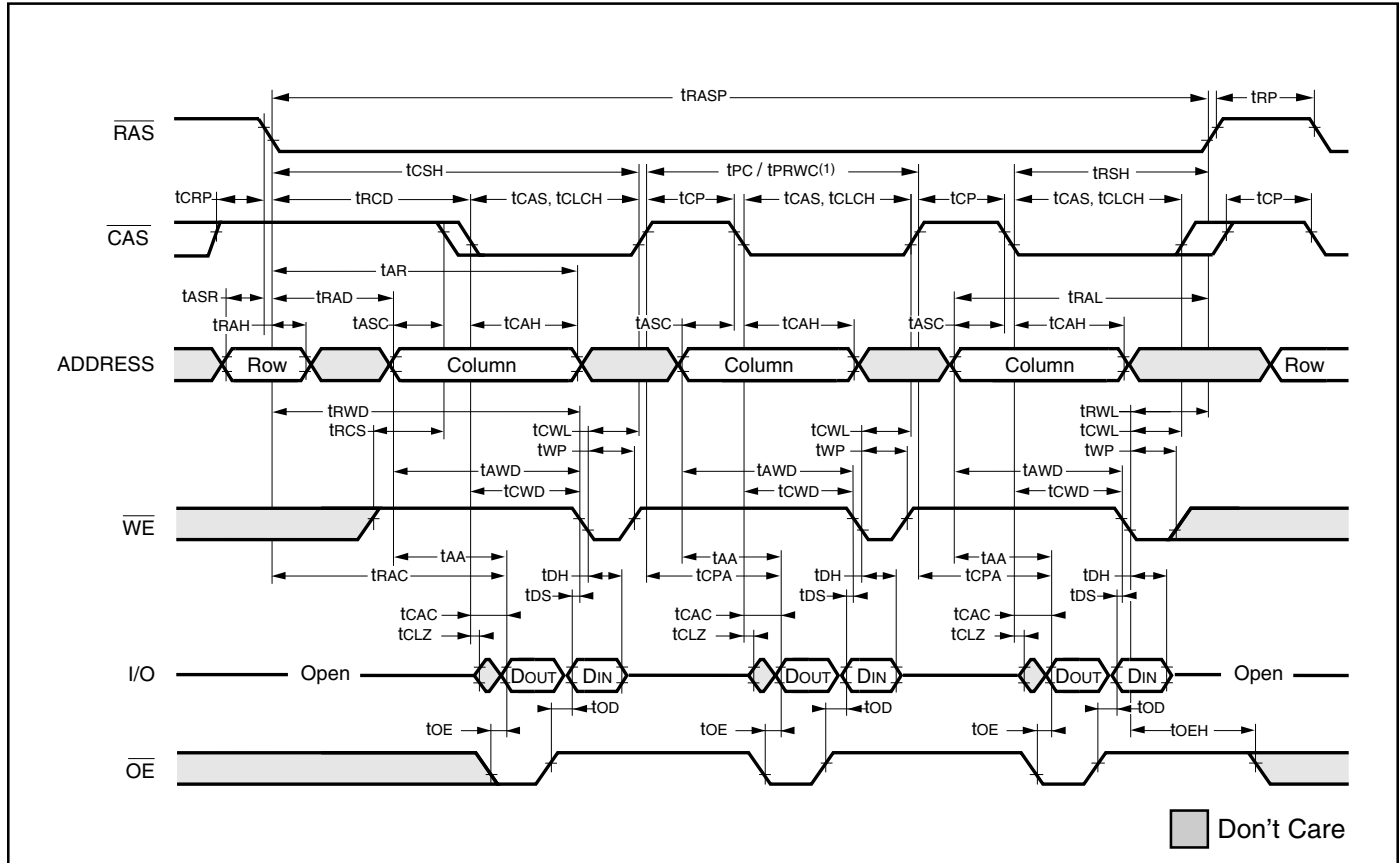 tRASP
tRP
RAS
tCSH
tPC / tPRWC(1)
tRSH
tCRP
tRCD
tCAS, tCLCH
tCP
tCAS, tCLCH
tCP
tCAS, tCLCH
tCP
CAS
tAR
tASR
tRAD
tRAL
tRAH
tASC
tCAH
tASC
tCAH
tASC
tCAH
ADDRESS
Row
Column
Column
Column
Row
tRWD
tRWL
tRCS
tCWL
tCWL
tCWL
tWP
tWP
tWP
tAWD
tAWD
tAWD
tCWD
tCWD
tCWD
WE
tAA
tAA
tAA
tRAC
tDH
tCPA
tDH
tCPA
tDH
tDS
tDS
tDS
tCAC
tCAC
tCAC
tCLZ
tCLZ
tCLZ
I/O
Open
DOUT
DIN
DOUT
DIN
DOUT
DIN
Open
tOD
tOD
tOD
tOE
tOE
tOE
tOEH
OE
Don't Care